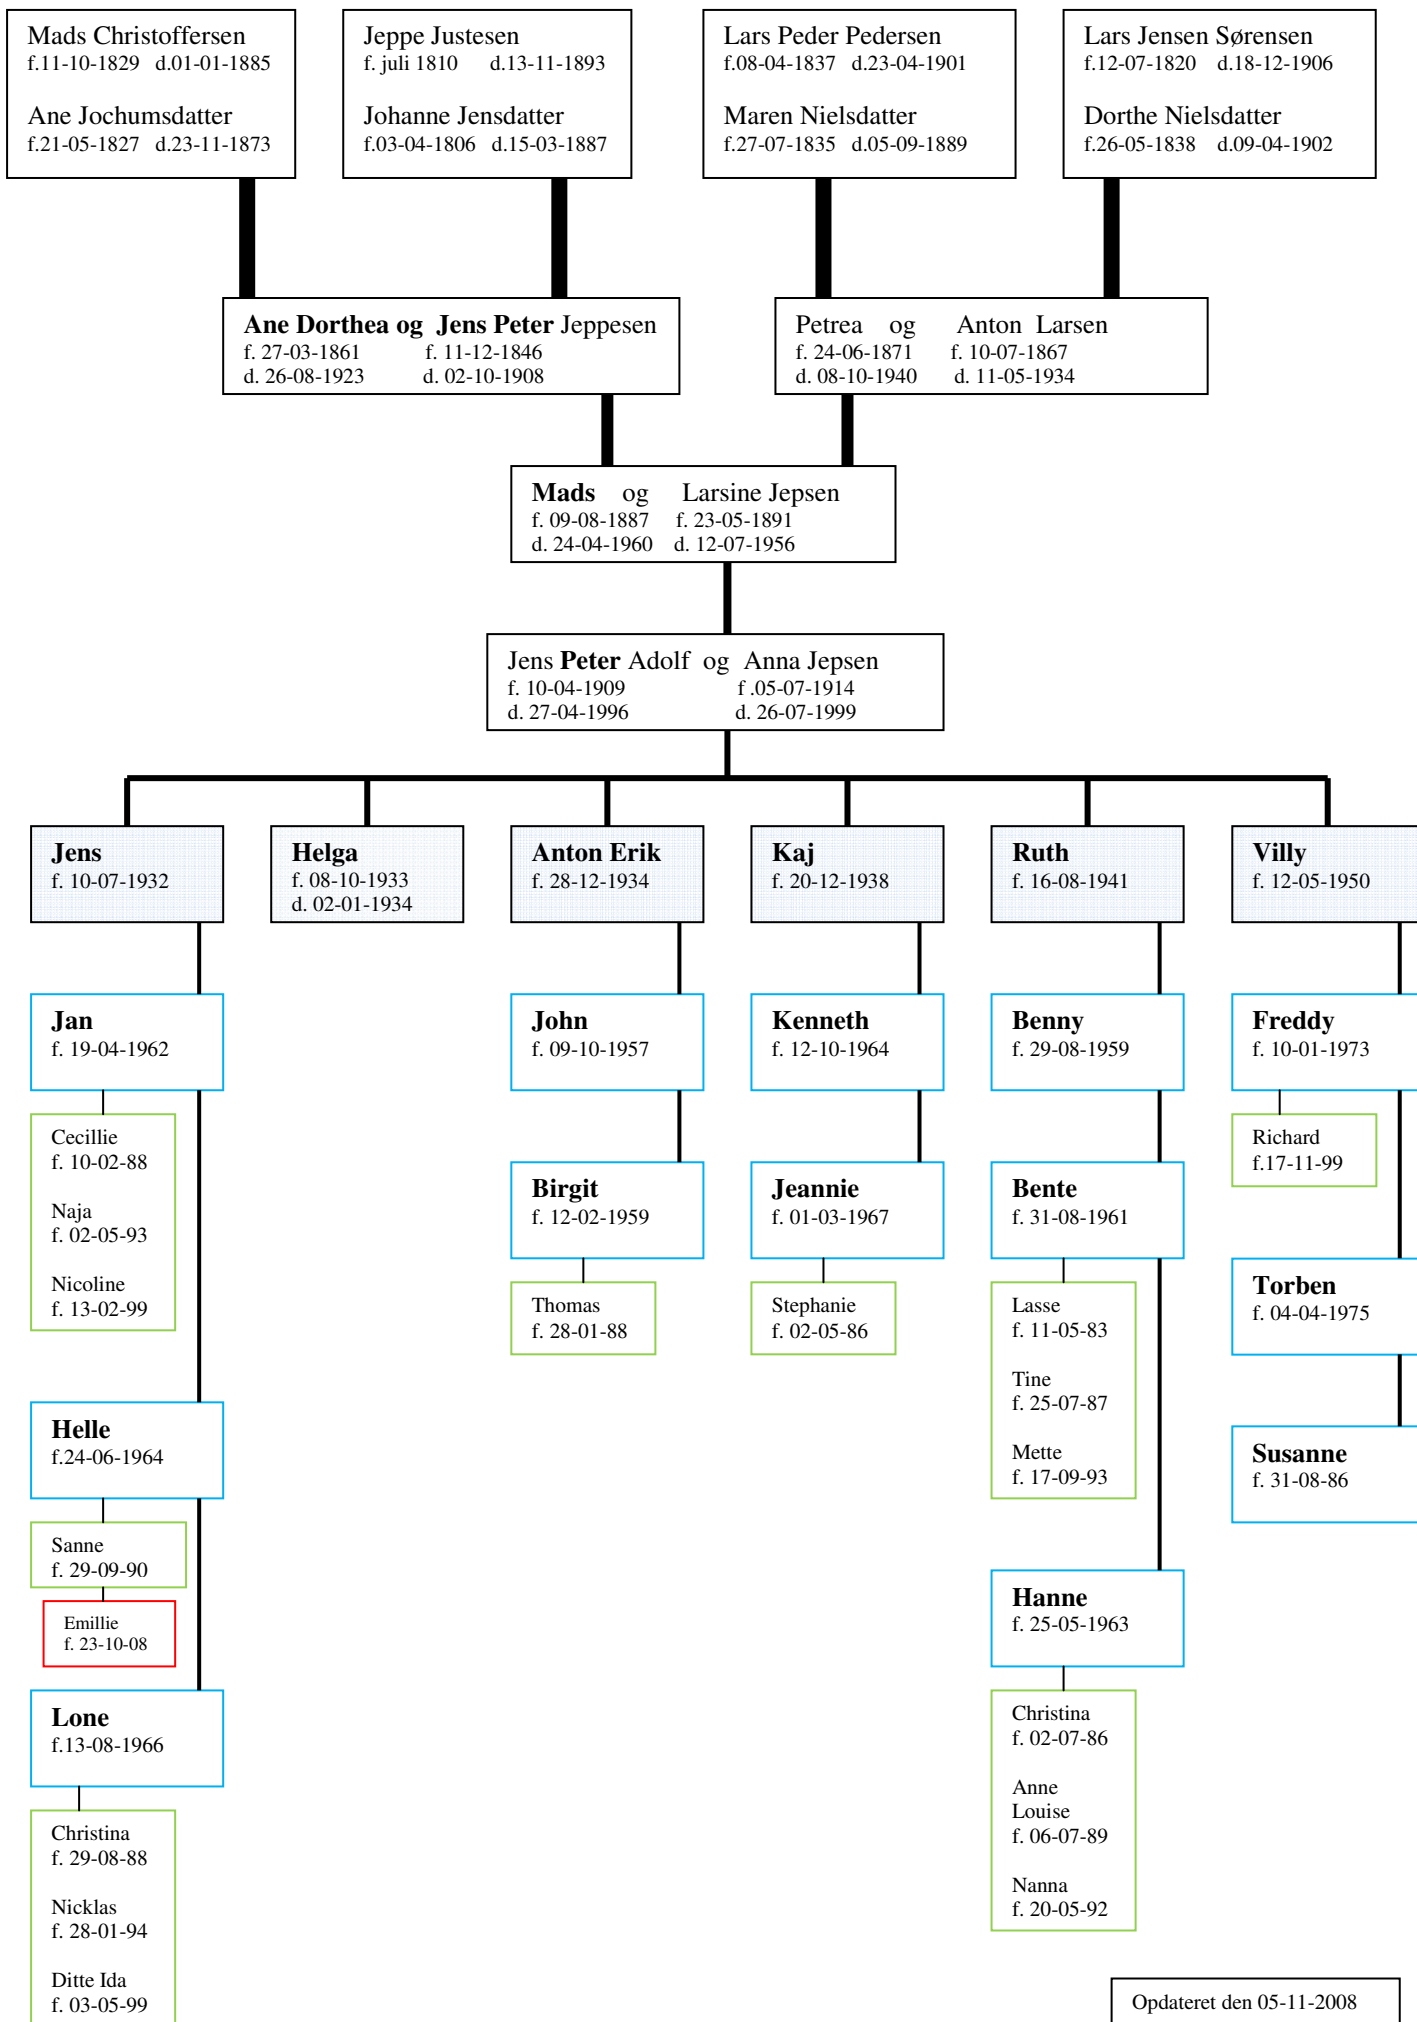 Mads Christoffersen
f.11-10-1829 d.01-01-1885
Ane Jochumsdatter
f.21-05-1827 d.23-11-1873
Jeppe Justesen
f. juli 1810 d.13-11-1893
Johanne Jensdatter
f.03-04-1806 d.15-03-1887
Lars Peder Pedersen
f.08-04-1837 d.23-04-1901
Maren Nielsdatter
f.27-07-1835 d.05-09-1889
Lars Jensen Sørensen
f.12-07-1820 d.18-12-1906
Dorthe Nielsdatter
f.26-05-1838 d.09-04-1902
Ane Dorthea og Jens Peter Jeppesen
f. 27-03-1861 f. 11-12-1846
d. 26-08-1923 d. 02-10-1908
Petrea og Anton Larsen
f. 24-06-1871 f. 10-07-1867
d. 08-10-1940 d. 11-05-1934
Mads og Larsine Jepsen
f. 09-08-1887 f. 23-05-1891
d. 24-04-1960 d. 12-07-1956
Jens Peter Adolf og Anna Jepsen
f. 10-04-1909 f .05-07-1914
d. 27-04-1996 d. 26-07-1999
Jens
f. 10-07-1932
Helga
f. 08-10-1933
d. 02-01-1934
Anton Erik
f. 28-12-1934
Kaj
f. 20-12-1938
Ruth
f. 16-08-1941
Villy
f. 12-05-1950
Jan
f. 19-04-1962
Cecillie
f. 10-02-88
Naja
f. 02-05-93
Nicoline
f. 13-02-99
Helle
f.24-06-1964
Sanne
f. 29-09-90
Emillie
f. 23-10-08
Lone
f.13-08-1966
Christina
f. 29-08-88
Nicklas
f. 28-01-94
Ditte Ida
f. 03-05-99
John
f. 09-10-1957
Birgit
f. 12-02-1959
Thomas
f. 28-01-88
Kenneth
f. 12-10-1964
Jeannie
f. 01-03-1967
Stephanie
f. 02-05-86
Benny
f. 29-08-1959
Bente
f. 31-08-1961
Lasse
f. 11-05-83
Tine
f. 25-07-87
Mette
f. 17-09-93
Hanne
f. 25-05-1963
Christina
f. 02-07-86
Anne
Louise
f. 06-07-89
Nanna
f. 20-05-92
Freddy
f. 10-01-1973
Richard
f.17-11-99
Torben
f. 04-04-1975
Susanne
f. 31-08-86
Opdateret den 05-11-2008